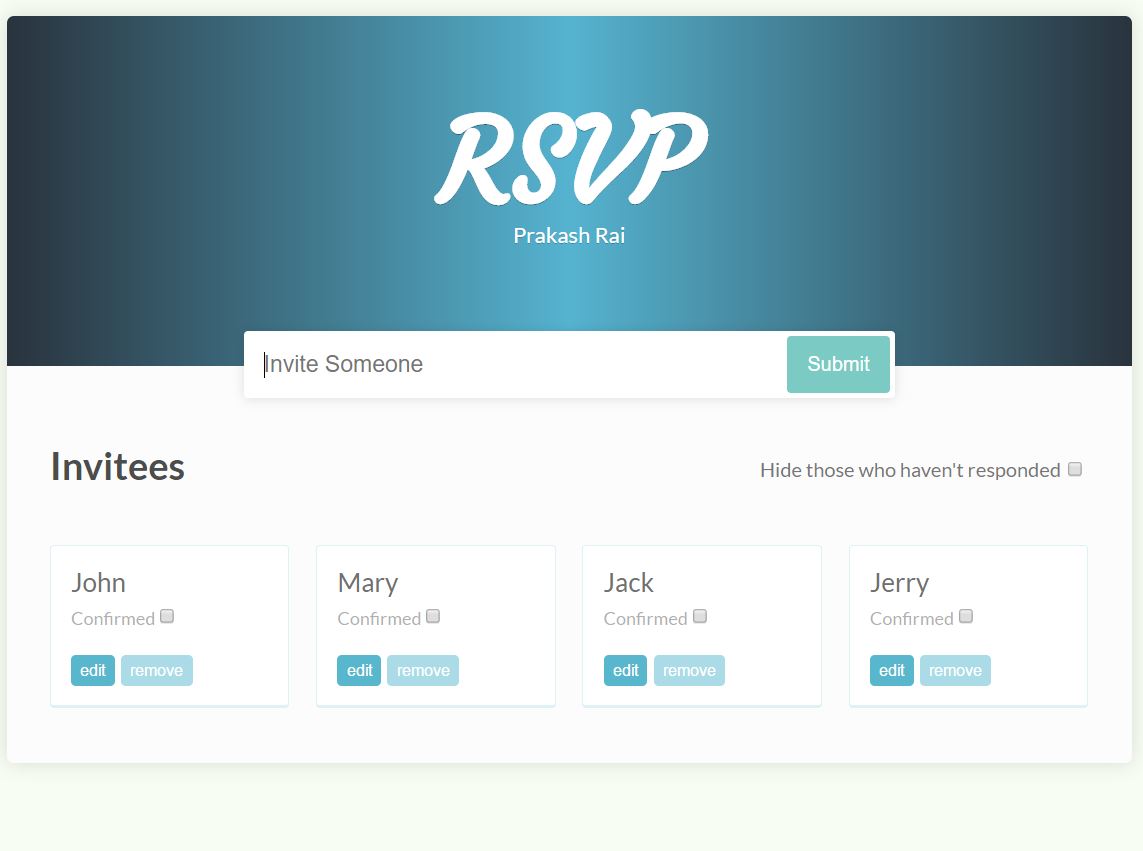 RSVP
Prakash Rai
Invite Someone
Submit
Invitees
Hide those who haven't responded
John
Confirmed
edit
remove
Mary
Confirmed
edit
remove
Jack
Confirmed
edit
remove
Jerry
Confirmed
edit
remove